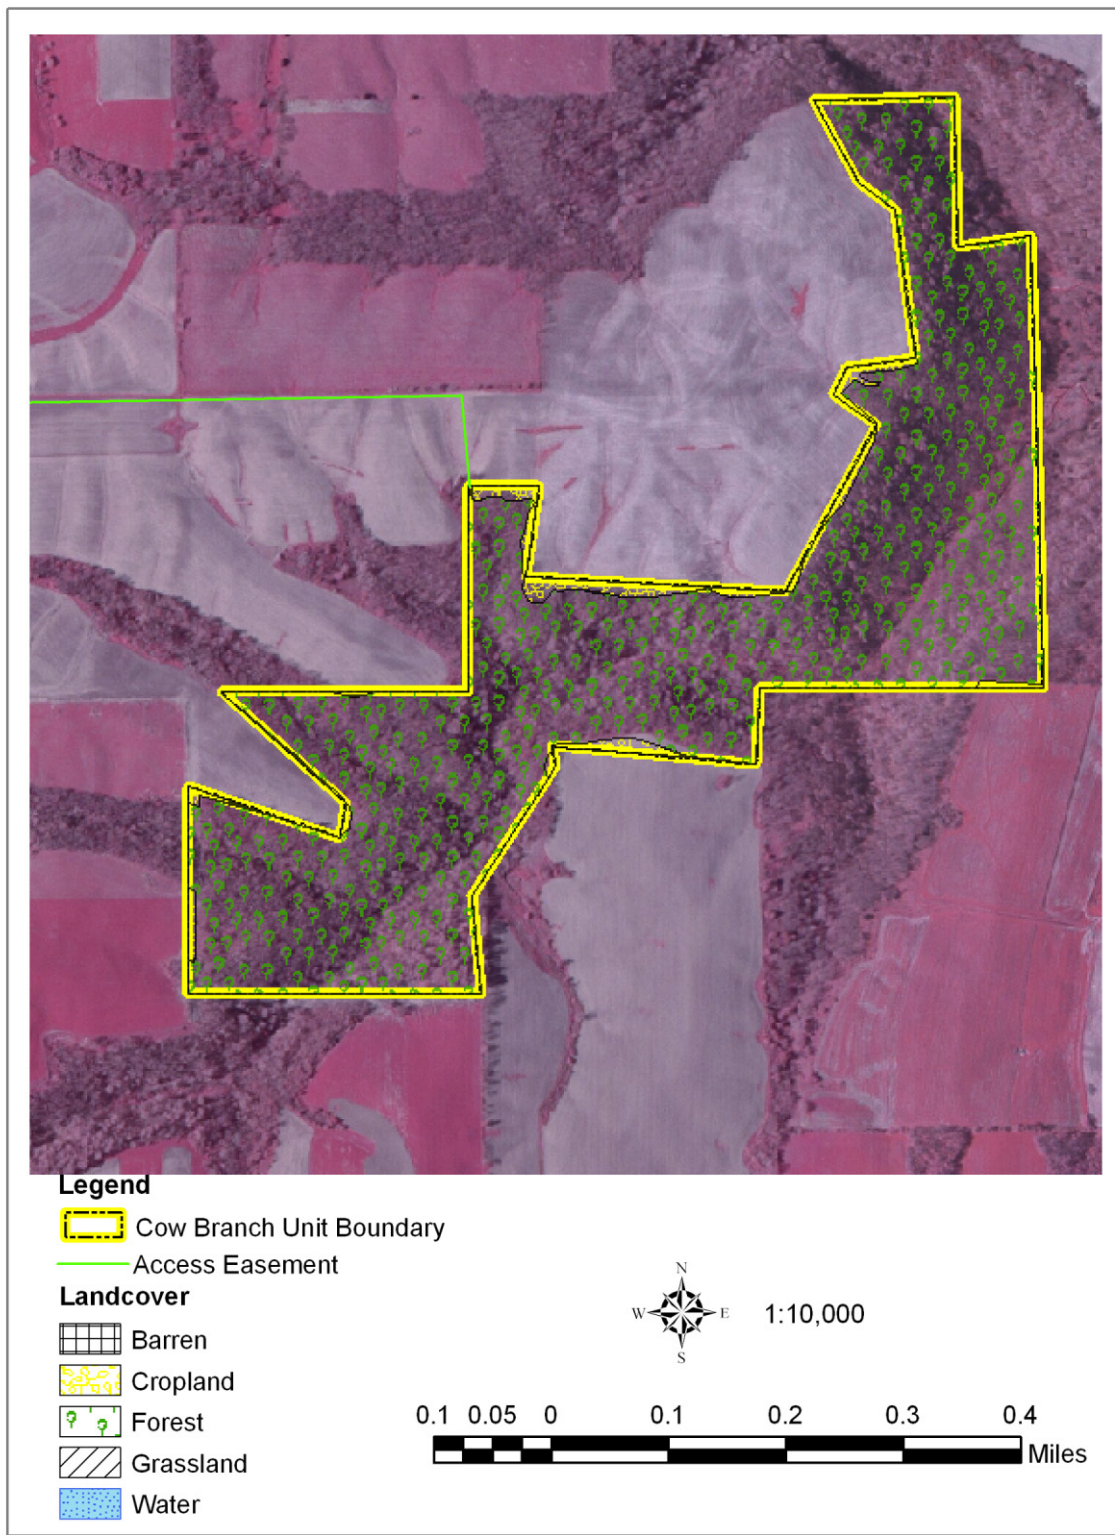 Legend
Cow Branch Unit Boundary
Access Easement
Landcover
Barren
Cropland
Forest
Grassland
Water
N
W E
S
1:10,000
0.1 0.05 0 0.1 0.2 0.3 0.4
Miles